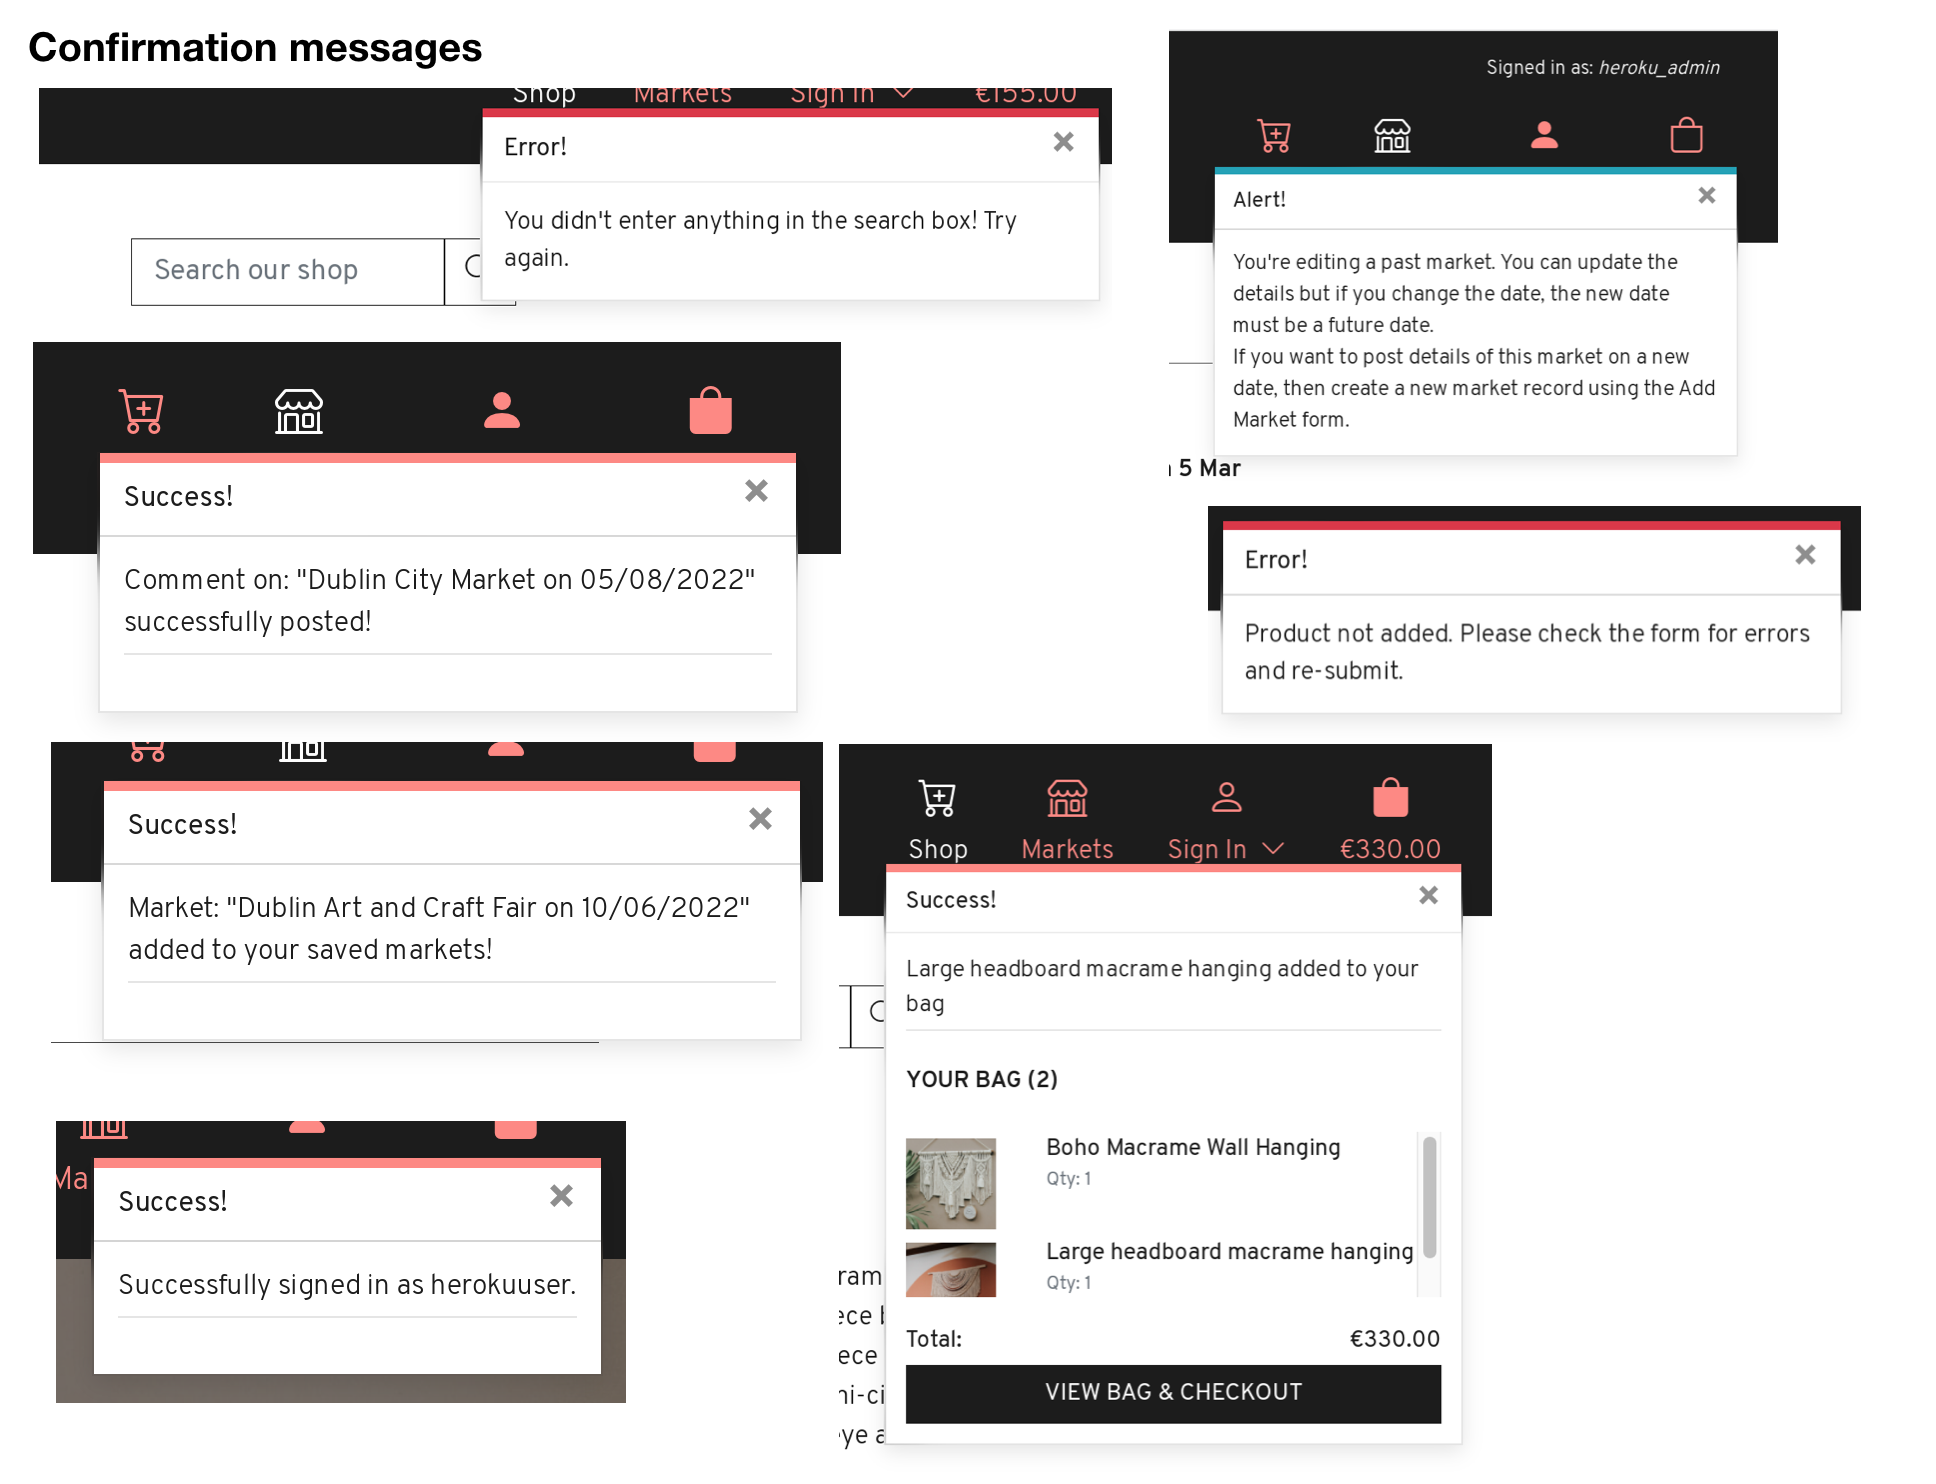 Confirmation messages
Shop Markets Sign In €155.00
Error!
You didn't enter anything in the search box! Try
again.
Search our shop
Signed in as: heroku_admin
Alert!
You're editing a past market. You can update the
details but if you change the date, the new date
must be a future date.
If you want to post details of this market on a new
date, then create a new market record using the Add
Market form.
5 Mar
Success!
Comment on: "Dublin City Market on 05/08/2022"
successfully posted!
Error!
Product not added. Please check the form for errors
and re-submit.
Success!
Market: "Dublin Art and Craft Fair on 10/06/2022"
added to your saved markets!
Shop Markets Sign In €330.00
Success!
Large headboard macrame hanging added to your
bag
YOUR BAG (2)
Boho Macrame Wall Hanging
Qty: 1
Large headboard macrame hanging
Qty: 1
Total: €330.00
VIEW BAG & CHECKOUT
Ma
Success!
Successfully signed in as herokuuser.